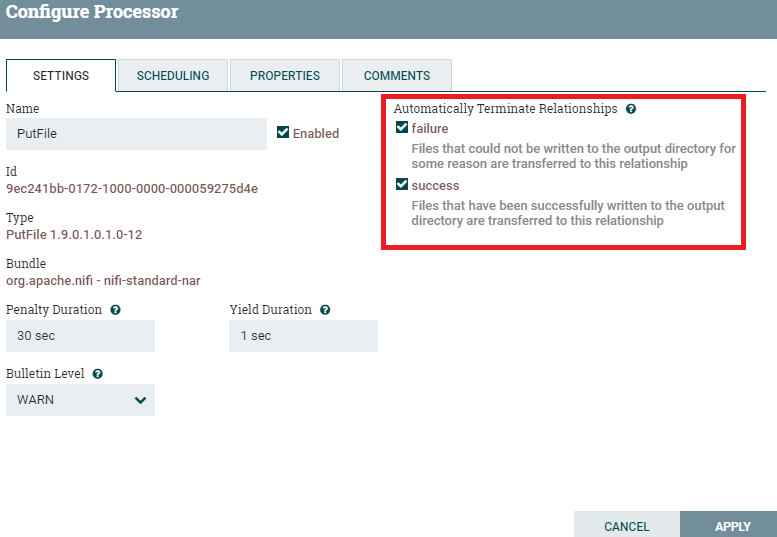 Configure Processor
SETTINGS
SCHEDULING
PROPERTIES
COMMENTS
Name
PutFile
Enabled
Id
9ec241bb-0172-1000-0000-000059275d4e
Type
PutFile 1.9.0.1.0.1.0-12
Bundle
org.apache.nifi - nifi-standard-nar
Penalty Duration ?
Yield Duration ?
30 sec
1 sec
Bulletin Level ?
WARN
Automatically Terminate Relationships ?
failure
Files that could not be written to the output directory for
some reason are transferred to this relationship
success
Files that have been successfully written to the output
directory are transferred to this relationship
CANCEL
APPLY